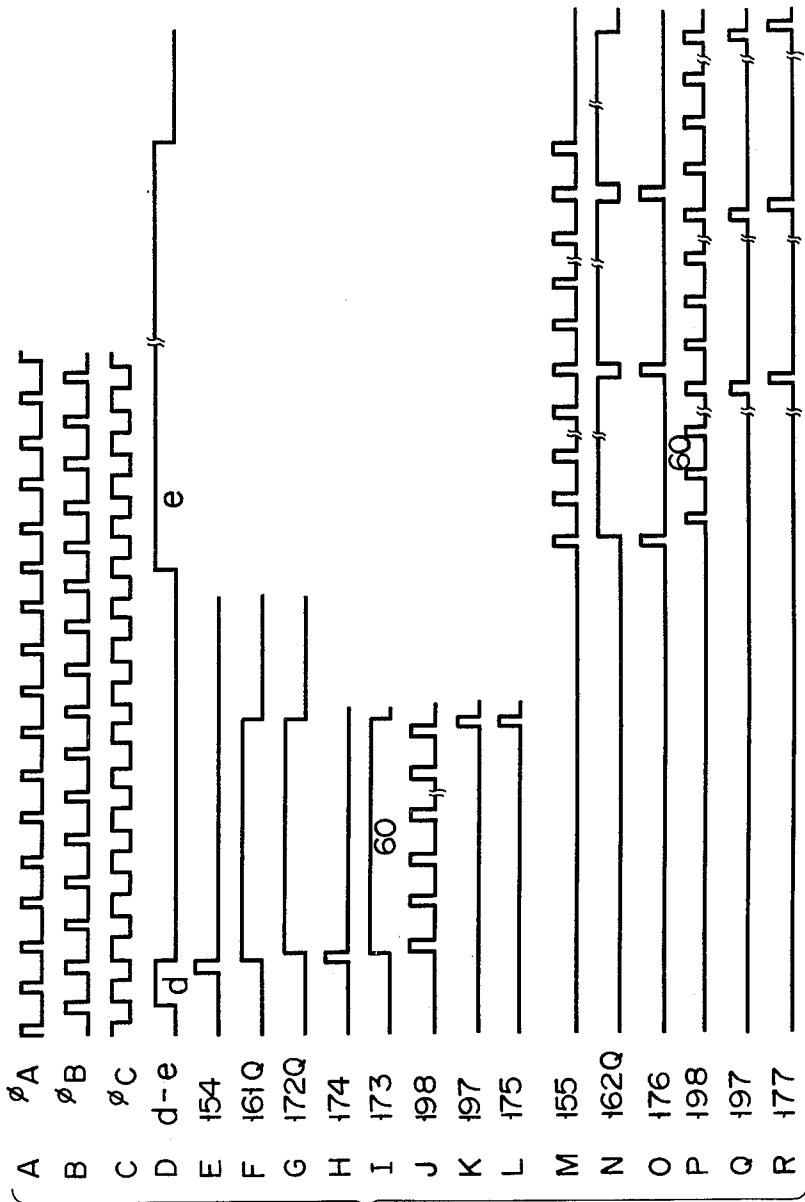 A øA
B øB
C øC
D d-e
d
e
E 154
F 161Q
G 172Q
H 174
I 173
60
J 198
K 197
L 175
M 155
N 162Q
O 176
P 198
60
Q 197
R 177